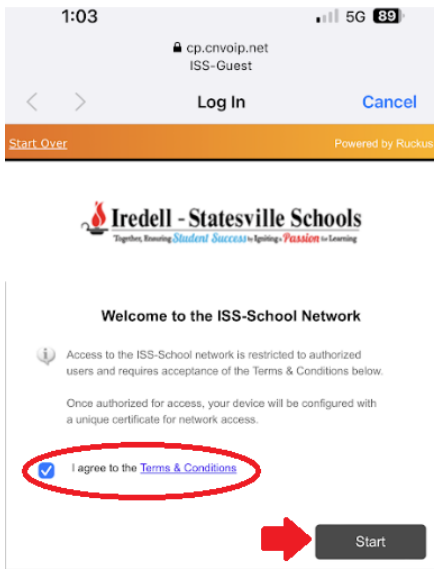 1:03 5G 89
cp.cnvoip.net
ISS-Guest
Log In Cancel
Start Over Powered by Ruckus
Iredell - Statesville Schools
Together, Ensuring Student Success by Igniting a Passion for Learning
Welcome to the ISS-School Network
Access to the ISS-School network is restricted to authorized
users and requires acceptance of the Terms & Conditions below.
Once authorized for access, your device will be configured with
a unique certificate for network access.
I agree to the Terms & Conditions
Start